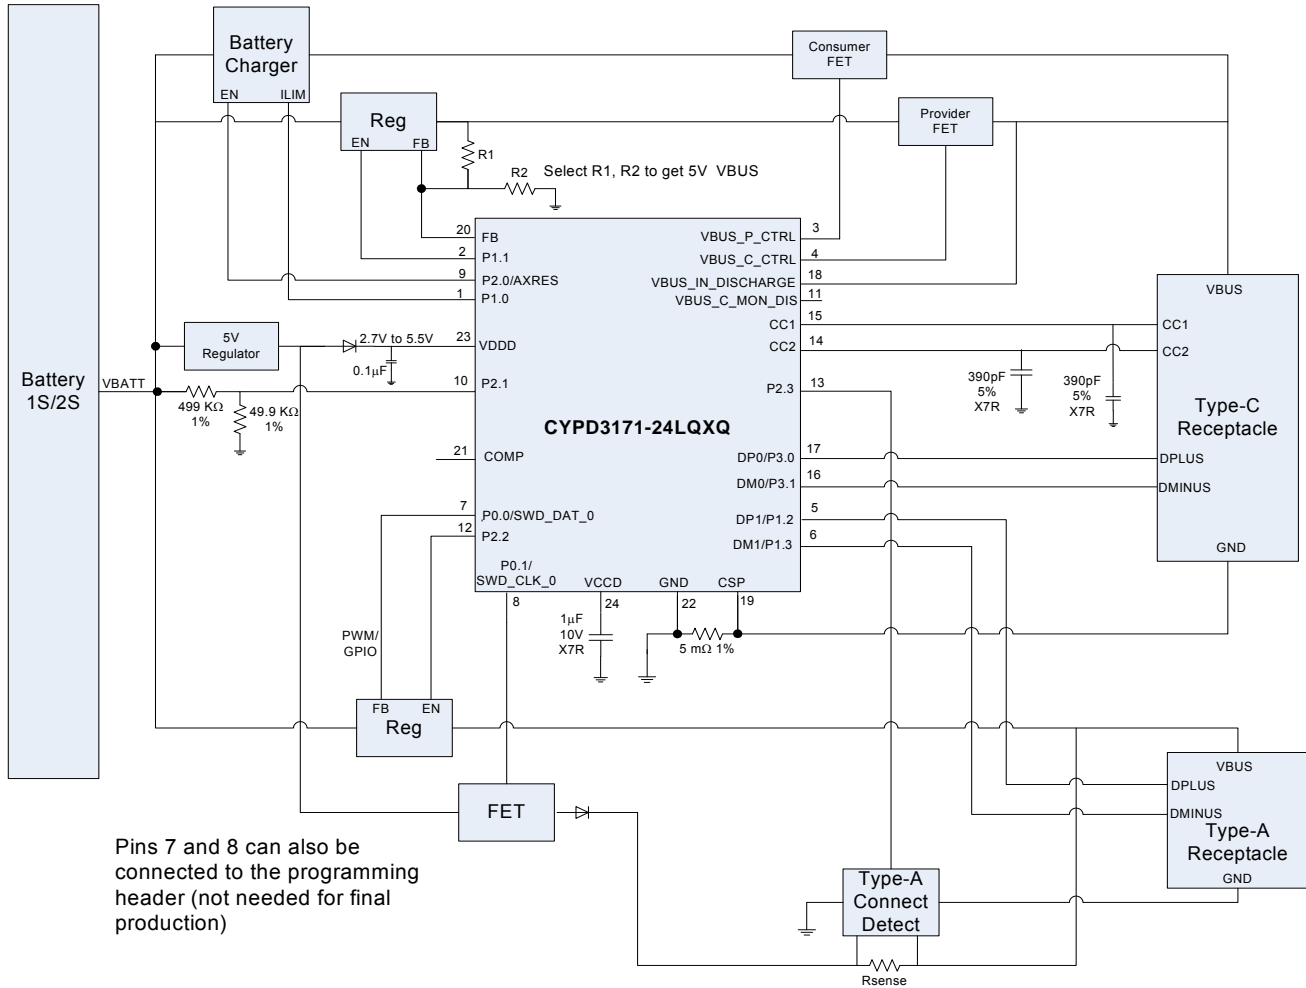 Battery
Charger
EN
ILIM
Consumer
FET
Reg
EN
FB
Provider
FET
R1
R2
Select R1, R2 to get 5V VBUS
20
FB
2
P1.1
9
P2.0/AXRES
1
P1.0
23
VDDD
10
P2.1
21
COMP
7
P0.0/SWD_DAT_0
12
P2.2
P0.1/
SWD_CLK_0
8
VCCD
24
GND
22
CSP
19
CYPD3171-24LQXQ
VBUS_P_CTRL
3
VBUS_C_CTRL
4
VBUS_IN_DISCHARGE
18
VBUS_C_MON_DIS
11
CC1
15
CC2
14
P2.3
13
DP0/P3.0
17
DM0/P3.1
16
DP1/P1.2
5
DM1/P1.3
6
5V
Regulator
2.7V to 5.5V
0.1µF
Battery
1S/2S
VBATT
499 KΩ
1%
49.9 KΩ
1%
390pF
5%
X7R
390pF
5%
X7R
VBUS
CC1
CC2
Type-C
Receptacle
DPLUS
DMINUS
GND
1µF
10V
X7R
5 mΩ 1%
PWM/
GPIO
FB
EN
Reg
FET
VBUS
DPLUS
DMINUS
Type-A
Receptacle
GND
Type-A
Connect
Detect
Rsense
Pins 7 and 8 can also be
connected to the programming
header (not needed for final
production)